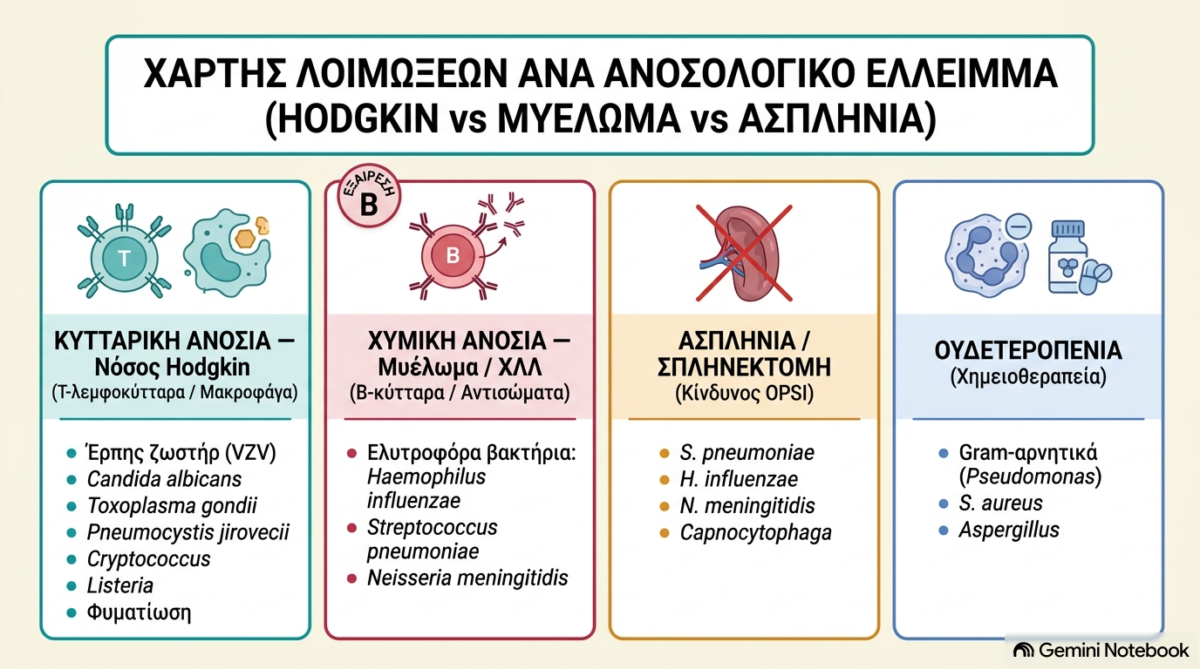 ΧΑΡΤΗΣ ΛΟΙΜΩΞΕΩΝ ΑΝΑ ΑΝΟΣΟΛΟΓΙΚΟ ΕΛΛΕΙΜΜΑ
(HODGKIN vs ΜΥΕΛΩΜΑ vs ΑΣΠΛΗΝΙΑ)
T
ΚΥΤΤΑΡΙΚΗ ΑΝΟΣΙΑ —
Νόσος Hodgkin
(Τ-λεμφοκύτταρα / Μακροφάγα)
• Έρπης ζωστήρ (VZV)
• Candida albicans
• Toxoplasma gondii
• Pneumocystis jirovecii
• Cryptococcus
• Listeria
• Φυματίωση
ΕΞΑΙΡΕΣΗ
Β
B
ΧΥΜΙΚΗ ΑΝΟΣΙΑ —
Μυέλωμα / ΧΛΛ
(Β-κύτταρα / Αντισώματα)
• Ελυτροφόρα βακτήρια:
Haemophilus
influenzae
• Streptococcus
pneumoniae
• Neisseria meningitidis
ΑΣΠΛΗΝΙΑ /
ΣΠΛΗΝΕΚΤΟΜΗ
(Κίνδυνος OPSI)
• S. pneumoniae
• H. influenzae
• N. meningitidis
• Capnocytophaga
ΟΥΔΕΤΕΡΟΠΕΝΙΑ
(Χημειοθεραπεία)
• Gram-αρνητικά
(Pseudomonas)
• S. aureus
• Aspergillus
Gemini Notebook